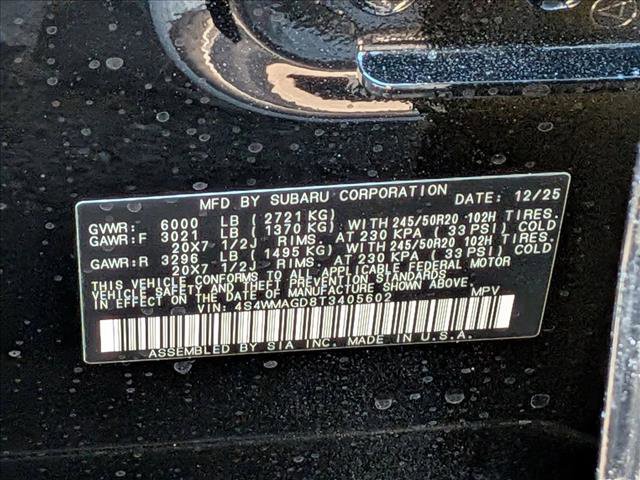 MFD. BY SUBARU CORPORATION DATE: 12/25
GVWR: 6000 LB ( 2721 KG)
GAWR:F 3021 LB ( 1370 KG) WITH 245/50R20 102H TIRES.
20X7 1/2J RIMS. AT 230 KPA ( 33 PSI) COLD
GAWR:R 3296 LB ( 1495 KG) WITH 245/50R20 102H TIRES.
20X7 1/2J RIMS. AT 230 KPA ( 33 PSI) COLD
THIS VEHICLE CONFORMS TO ALL APPLICABLE FEDERAL MOTOR
VEHICLE SAFETY AND THEFT PREVENTION STANDARDS
IN EFFECT ON THE DATE OF MANUFACTURE SHOWN ABOVE.
VIN: 4S4WMAGD8T3405602 MPV
ASSEMBLED BY SIA INC. MADE IN U.S.A.